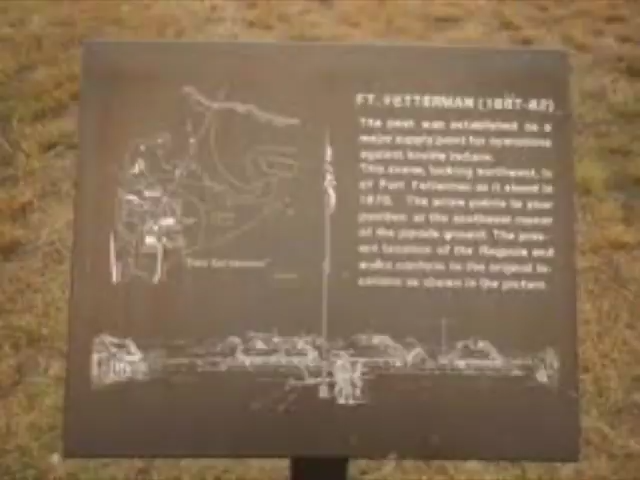 FT. FETTERMAN (1867-82)
The post was established as a
major supply point for operations
against hostile Indians.
This scene, looking northwest, is
of Fort Fetterman as it stood in
1870. The arrow points to your
position at the southeast corner
of the parade ground. The pres-
ent location of the flagpole and
walks conform to the original lo-
cations as shown in the picture.
"Fort Fetterman"